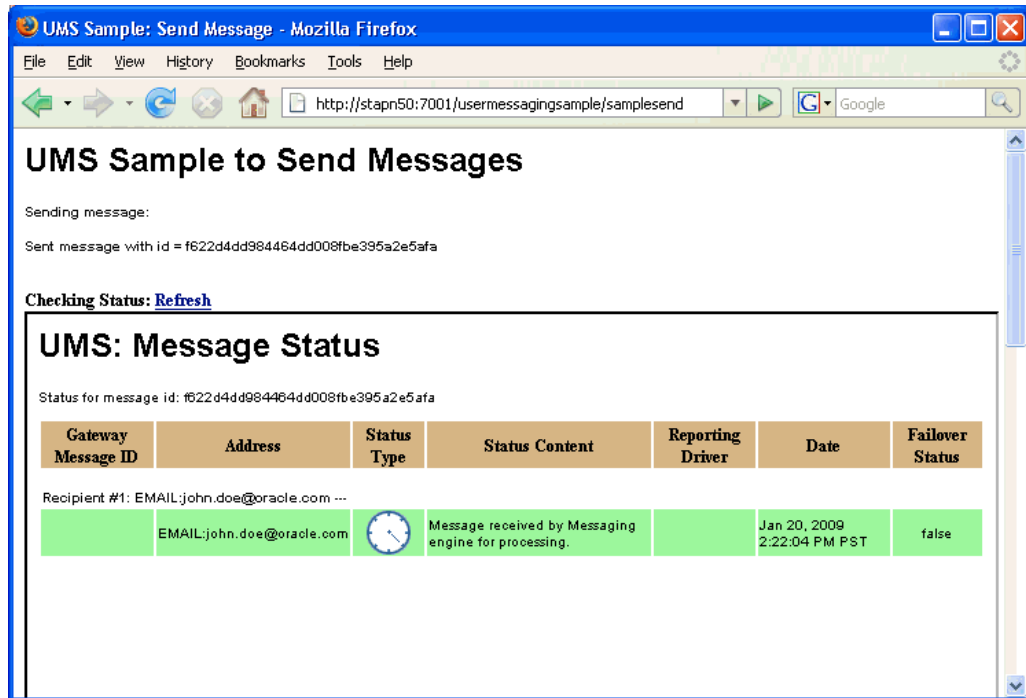 UMS Sample: Send Message - Mozilla Firefox
File Edit View History Bookmarks Tools Help
http://stapn50:7001/usermessagingsample/samplesend
G Google
UMS Sample to Send Messages
Sending message:
Sent message with id = f622d4dd984464dd008fbe395a2e5afa
Checking Status: Refresh
UMS: Message Status
Status for message id: f622d4dd984464dd008fbe395a2e5afa
Gateway Message ID Address Status Type Status Content Reporting Driver Date Failover Status
Recipient #1: EMAIL:john.doe@oracle.com ---
EMAIL:john.doe@oracle.com Message received by Messaging engine for processing. Jan 20, 2009 2:22:04 PM PST false